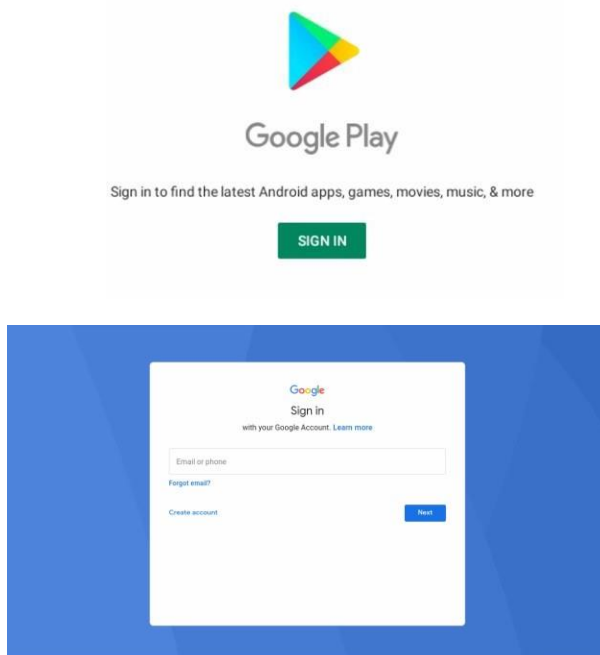 Google Play
Sign in to find the latest Android apps, games, movies, music, & more
SIGN IN
Google
Sign in
with your Google Account. Learn more
Email or phone
Forgot email?
Create account
Next